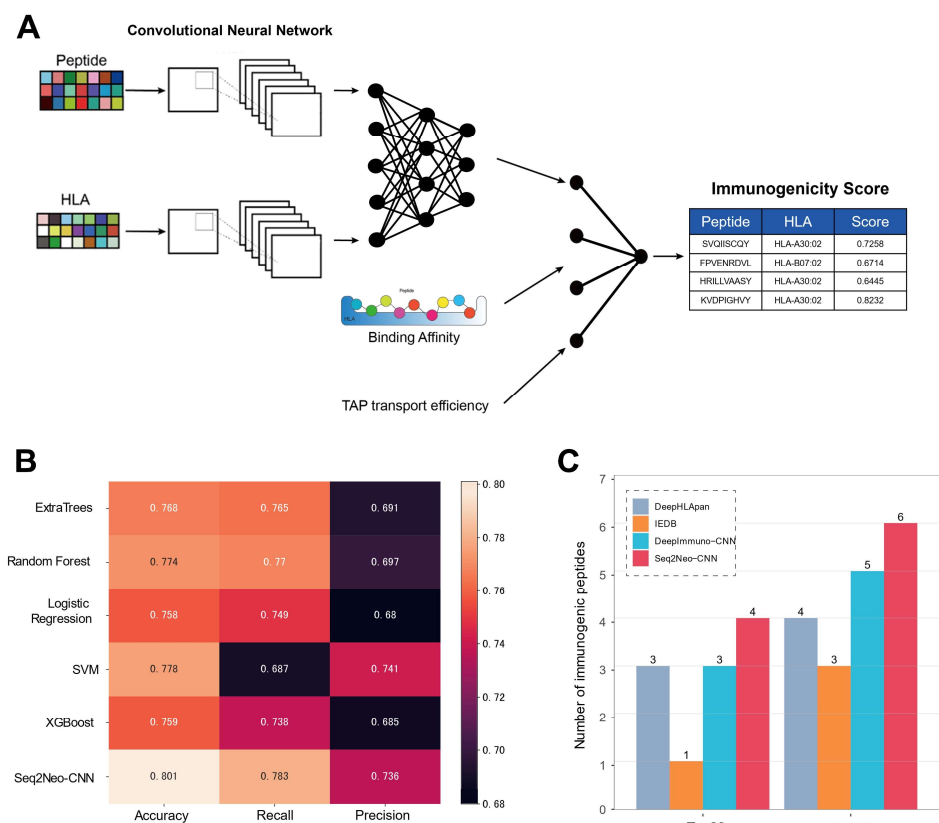 A
Convolutional Neural Network
Peptide
HLA
Peptide
HLA
Binding Affinity
TAP transport efficiency
Immunogenicity Score
Peptide HLA Score
SVQIISCQY HLA-A30:02 0.7258
FPVENRDVL HLA-B07:02 0.6714
HRILLVAASY HLA-A30:02 0.6445
KVDPIGHVY HLA-A30:02 0.8232
B
ExtraTrees 0.768 0.765 0.691
Random Forest 0.774 0.77 0.697
Logistic
Regression 0.758 0.749 0.68
SVM 0.778 0.687 0.741
XGBoost 0.759 0.738 0.685
Seq2Neo-CNN 0.801 0.783 0.736
Accuracy Recall Precision
0.80
0.78
0.76
0.74
0.72
0.70
0.68
C
Number of immunogenic peptides
7
6
5
4
3
2
1
0
DeepHLApan
IEDB
DeepImmuno-CNN
Seq2Neo-CNN
3 1 3 4
4 3 5 6